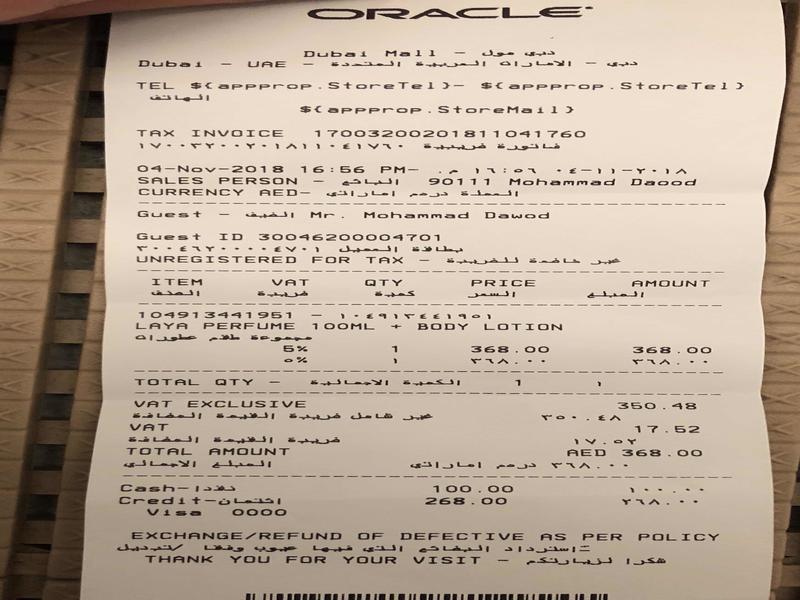 ORACLE
Dubai Mall - دبي مول
Dubai - UAE - دبي - الامارات العربية المتحدة
TEL ${appprop.StoreTel}- ${appprop.StoreTel}
الهاتف
${appprop.StoreMail}
TAX INVOICE 1700320020181104​1760
فاتورة ضريبية ١٧٠٠٣٢٠٠٢٠١٨١١٠٤١٧٦٠
04-Nov-2018 16:56 PM- ٠٤-١١-٢٠١٨ ١٦:٥٦ م.
SALES PERSON - البائع 90111 Mohammad Daood
CURRENCY AED- العملة درهم اماراتي
Guest - الضيف Mr. Mohammad Dawod
Guest ID 30046200004701
بطاقة العميل ٣٠٠٤٦٢٠٠٠٠٤٧٠١
UNREGISTERED FOR TAX - غير خاضعة للضريبة
ITEM VAT QTY PRICE AMOUNT
الصنف ضريبة كمية السعر المبلغ
104913441951 - ١٠٤٩١٣٤٤١٩٥١
LAYA PERFUME 100ML + BODY LOTION
مجموعة طقم عطورات
5% 1 368.00 368.00
٥% ١ ٣٦٨.٠٠ ٣٦٨.٠٠
TOTAL QTY - الكمية الاجمالية 1 ١
VAT EXCLUSIVE 350.48
غير شامل ضريبة القيمة المضافة ٣٥٠.٤٨
VAT 17.52
ضريبة القيمة المضافة ١٧.٥٢
TOTAL AMOUNT AED 368.00
المبلغ الاجمالي ٣٦٨.٠٠ درهم اماراتي
Cash-نقدا 100.00 ١٠٠.٠٠
Credit-ائتمان 268.00 ٢٦٨.٠٠
Visa 0000
EXCHANGE/REFUND OF DEFECTIVE AS PER POLICY
استرداد البضائع التي فيها عيوب وفقا /تبديل
THANK YOU FOR YOUR VISIT - شكرا لزيارتكم